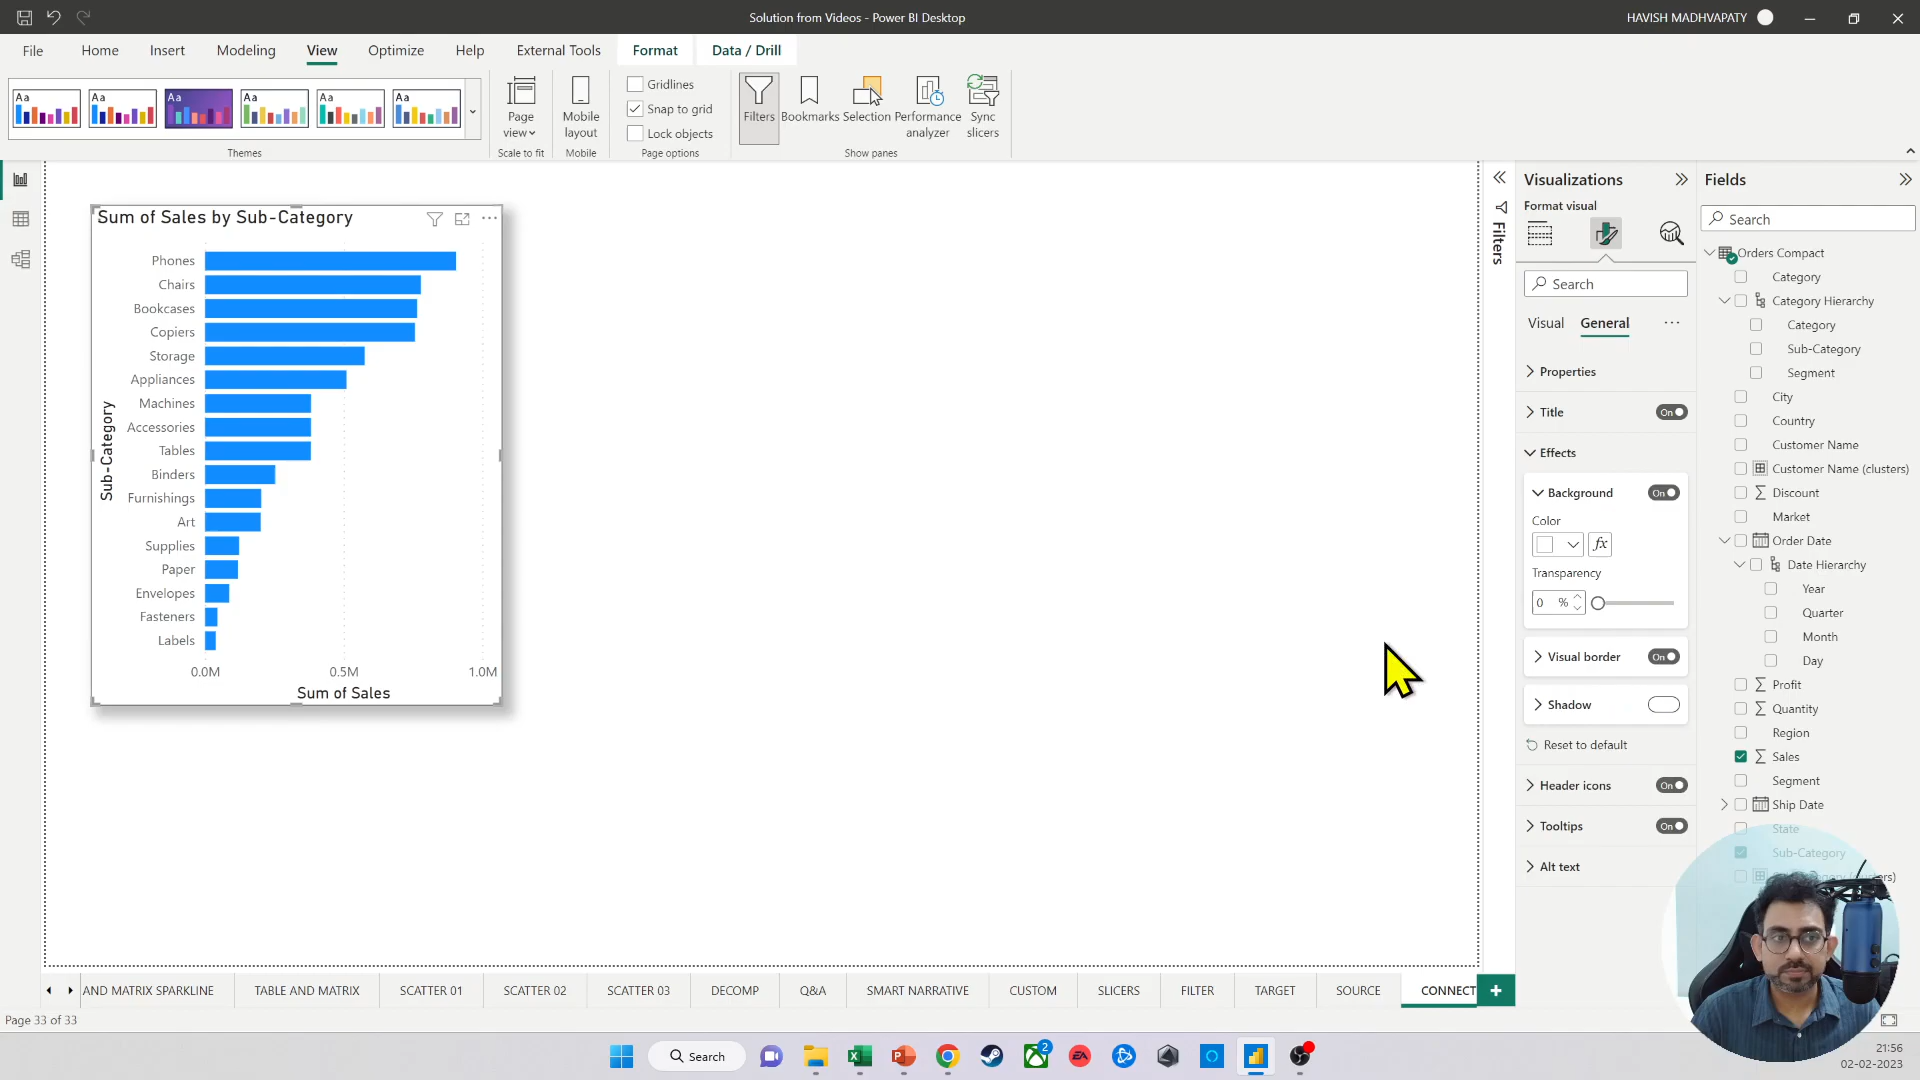 Solution from Videos - Power BI Desktop
HAVISH MADHVAPATY
File
Home
Insert
Modeling
View
Optimize
Help
External Tools
Format
Data / Drill
Aa
Aa
Aa
Aa
Aa
Aa
Themes
Page view
Scale to fit
Mobile layout
Mobile
Gridlines
Snap to grid
Lock objects
Page options
Filters
Bookmarks
Selection
Performance analyzer
Sync slicers
Show panes
Sum of Sales by Sub-Category
Phones
Chairs
Bookcases
Copiers
Storage
Appliances
Machines
Accessories
Tables
Binders
Furnishings
Art
Supplies
Paper
Envelopes
Fasteners
Labels
Sub-Category
0.0M
0.5M
1.0M
Sum of Sales
Filters
Visualizations
Format visual
Search
Visual
General
Properties
Title
On
Effects
Background
On
Color
fx
Transparency
0 %
Visual border
On
Shadow
Reset to default
Header icons
On
Tooltips
On
Alt text
Fields
Search
Orders Compact
Category
Category Hierarchy
Category
Sub-Category
Segment
City
Country
Customer Name
Customer Name (clusters)
Discount
Market
Order Date
Date Hierarchy
Year
Quarter
Month
Day
Profit
Quantity
Region
Sales
Segment
Ship Date
State
Sub-Category
AND MATRIX SPARKLINE
TABLE AND MATRIX
SCATTER 01
SCATTER 02
SCATTER 03
DECOMP
Q&A
SMART NARRATIVE
CUSTOM
SLICERS
FILTER
TARGET
SOURCE
CONNECT
Page 33 of 33
Search
2
EA
21:56
02-02-2023